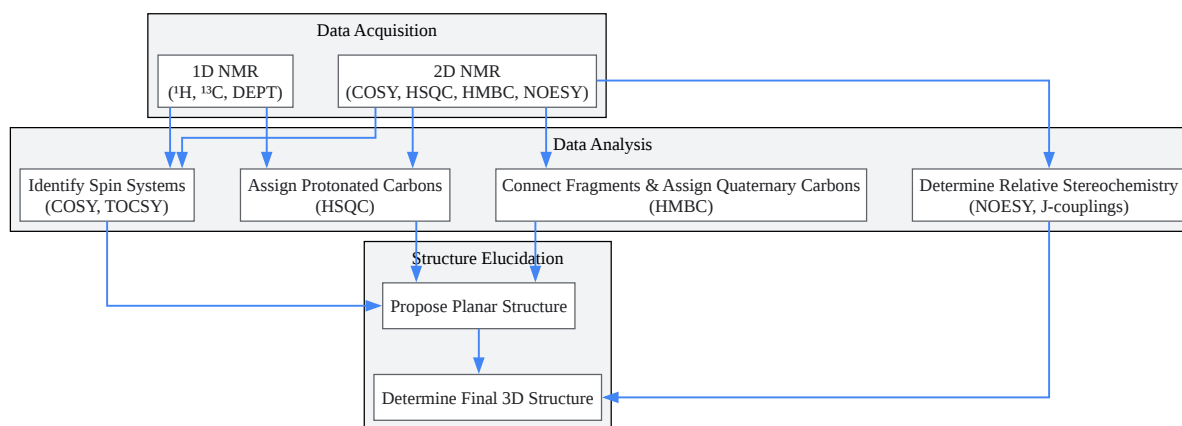 Data Acquisition
1D NMR
(¹H, ¹³C, DEPT)
2D NMR
(COSY, HSQC, HMBC, NOESY)
Data Analysis
Identify Spin Systems
(COSY, TOCSY)
Assign Protonated Carbons
(HSQC)
Connect Fragments & Assign Quaternary Carbons
(HMBC)
Determine Relative Stereochemistry
(NOESY, J-couplings)
Structure Elucidation
Propose Planar Structure
Determine Final 3D Structure